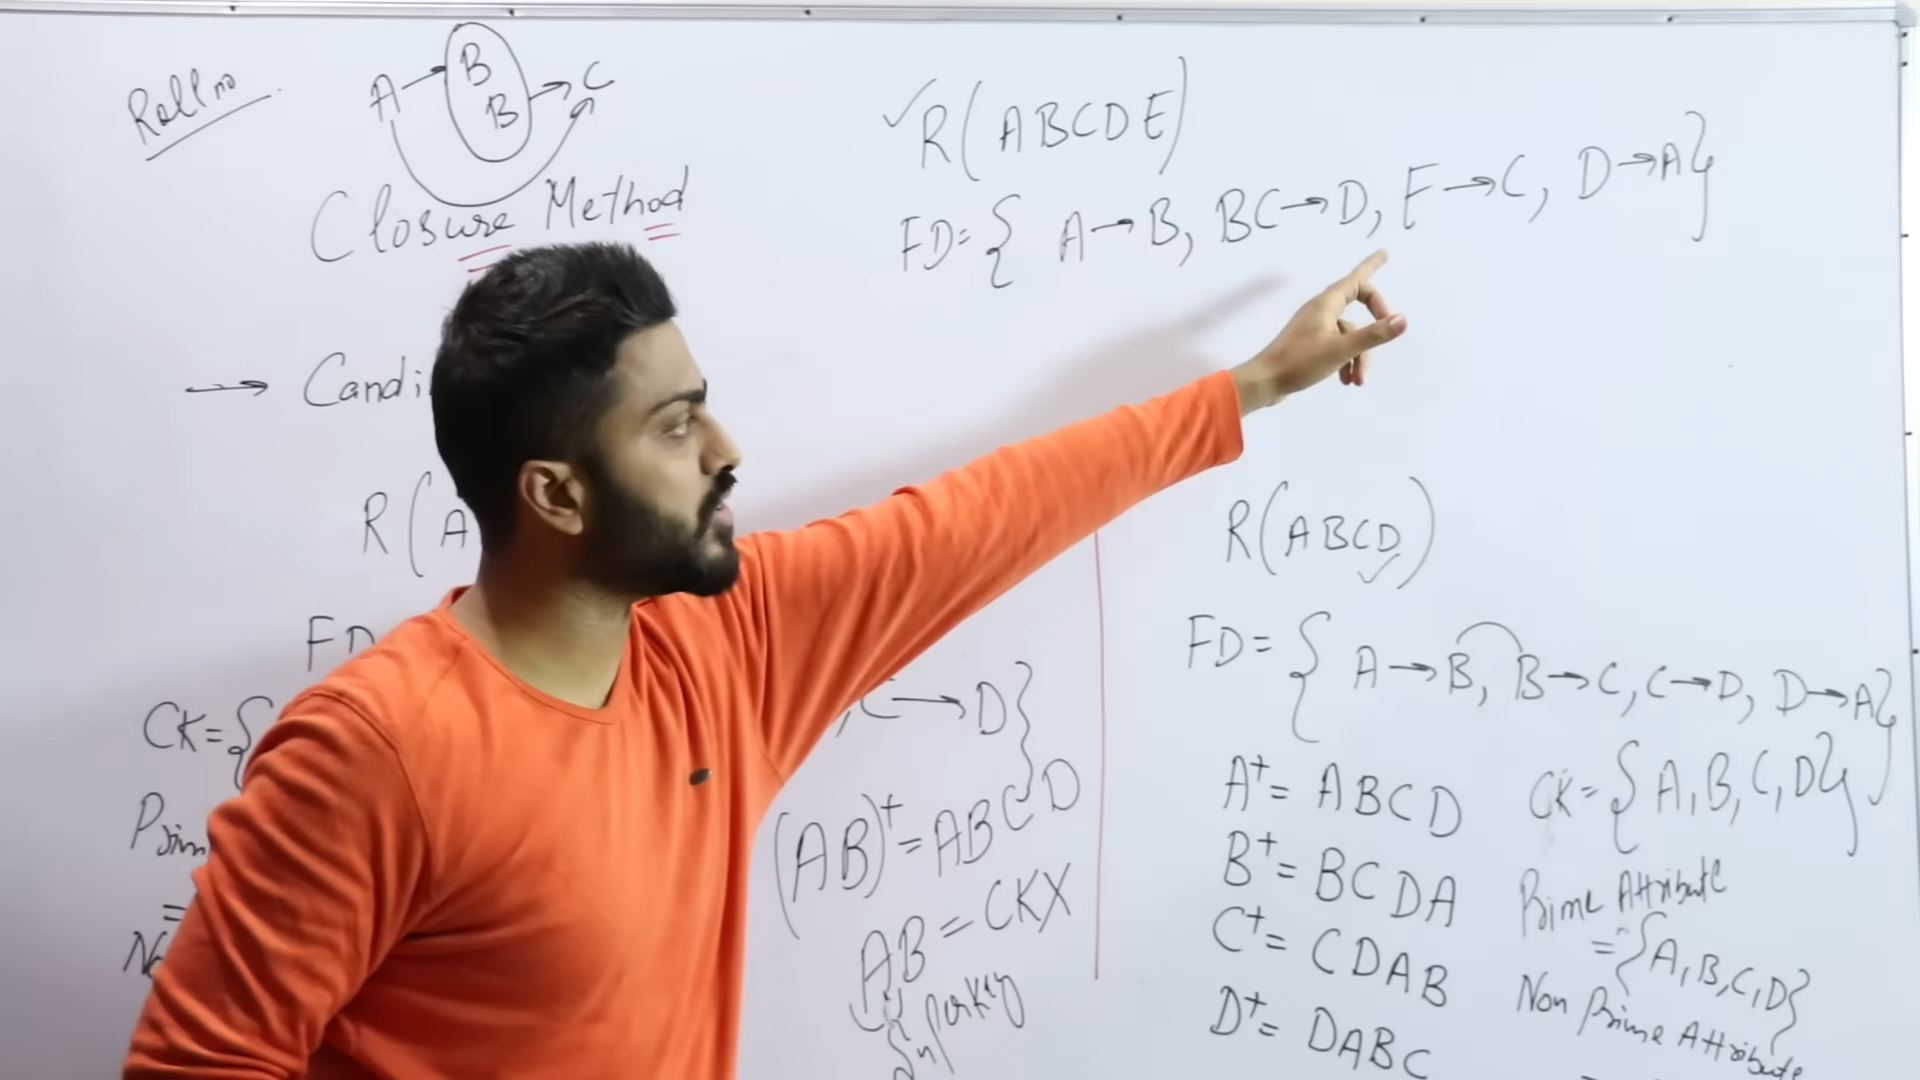 Roll no
A → B
B → C
Closure Method
→ Candi
R(A
FD
CK={
Prim
=
No
, C → D}
(AB)⁺ = ABCD
AB = CKX
R(ABCDE)
FD= { A→B, BC→D, E→C, D→A}
R(ABCD)
FD= { A→B, B→C, C→D, D→A}
A⁺= ABCD
B⁺= BCDA
C⁺= CDAB
D⁺= DABC
CK= {A,B,C,D}
Prime Attribute
={A,B,C,D}
Non Prime Attribute